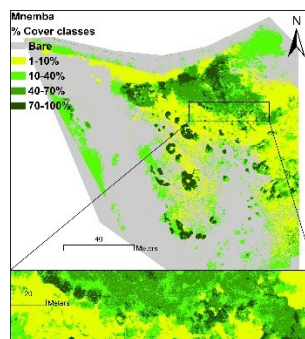 Mnemba
% Cover classes
Bare
1-10%
10-40%
40-70%
70-100%
N
40
Meters
20
Meters